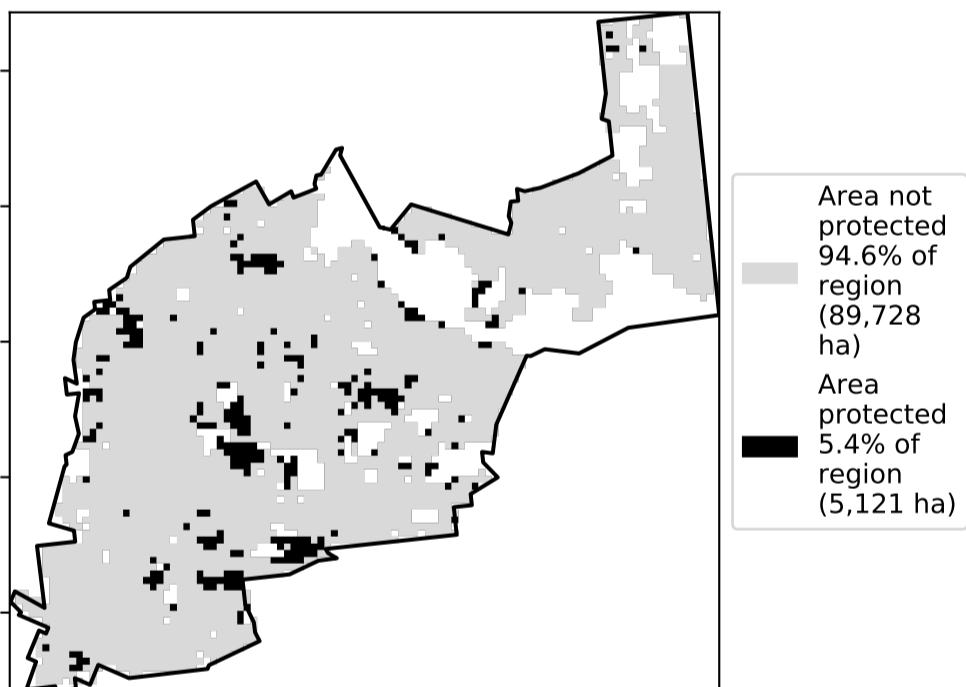 Area not
protected
94.6% of
region
(89,728
ha)
Area
protected
5.4% of
region
(5,121 ha)